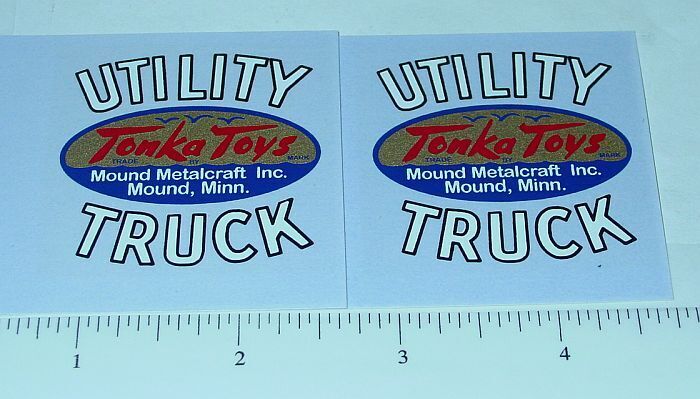 UTILITY
Tonka Toys
TRADE BY MARK
Mound Metalcraft Inc.
Mound, Minn.
TRUCK
UTILITY
Tonka Toys
TRADE BY MARK
Mound Metalcraft Inc.
Mound, Minn.
TRUCK
1 2 3 4